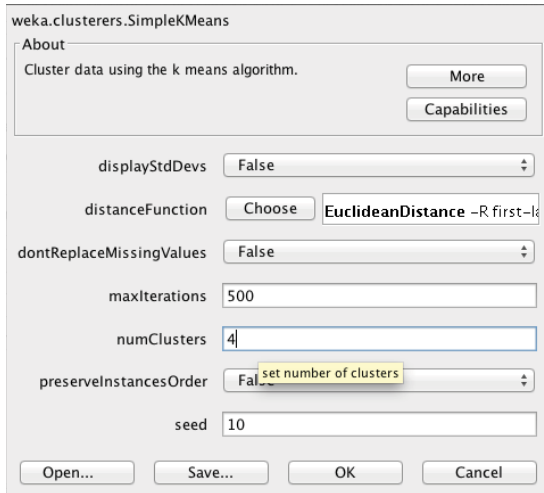 weka.clusterers.SimpleKMeans
About
Cluster data using the k means algorithm.
More
Capabilities
displayStdDevs False
distanceFunction Choose EuclideanDistance -R first-la
dontReplaceMissingValues False
maxIterations 500
numClusters 4
set number of clusters
preserveInstancesOrder False
seed 10
Open... Save... OK Cancel